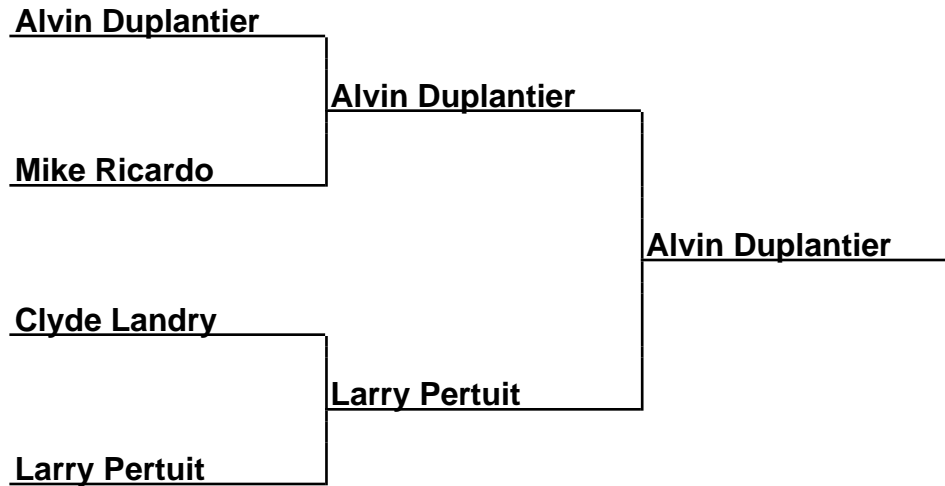 Alvin Duplantier
Alvin Duplantier
Mike Ricardo
Alvin Duplantier
Clyde Landry
Larry Pertuit
Larry Pertuit